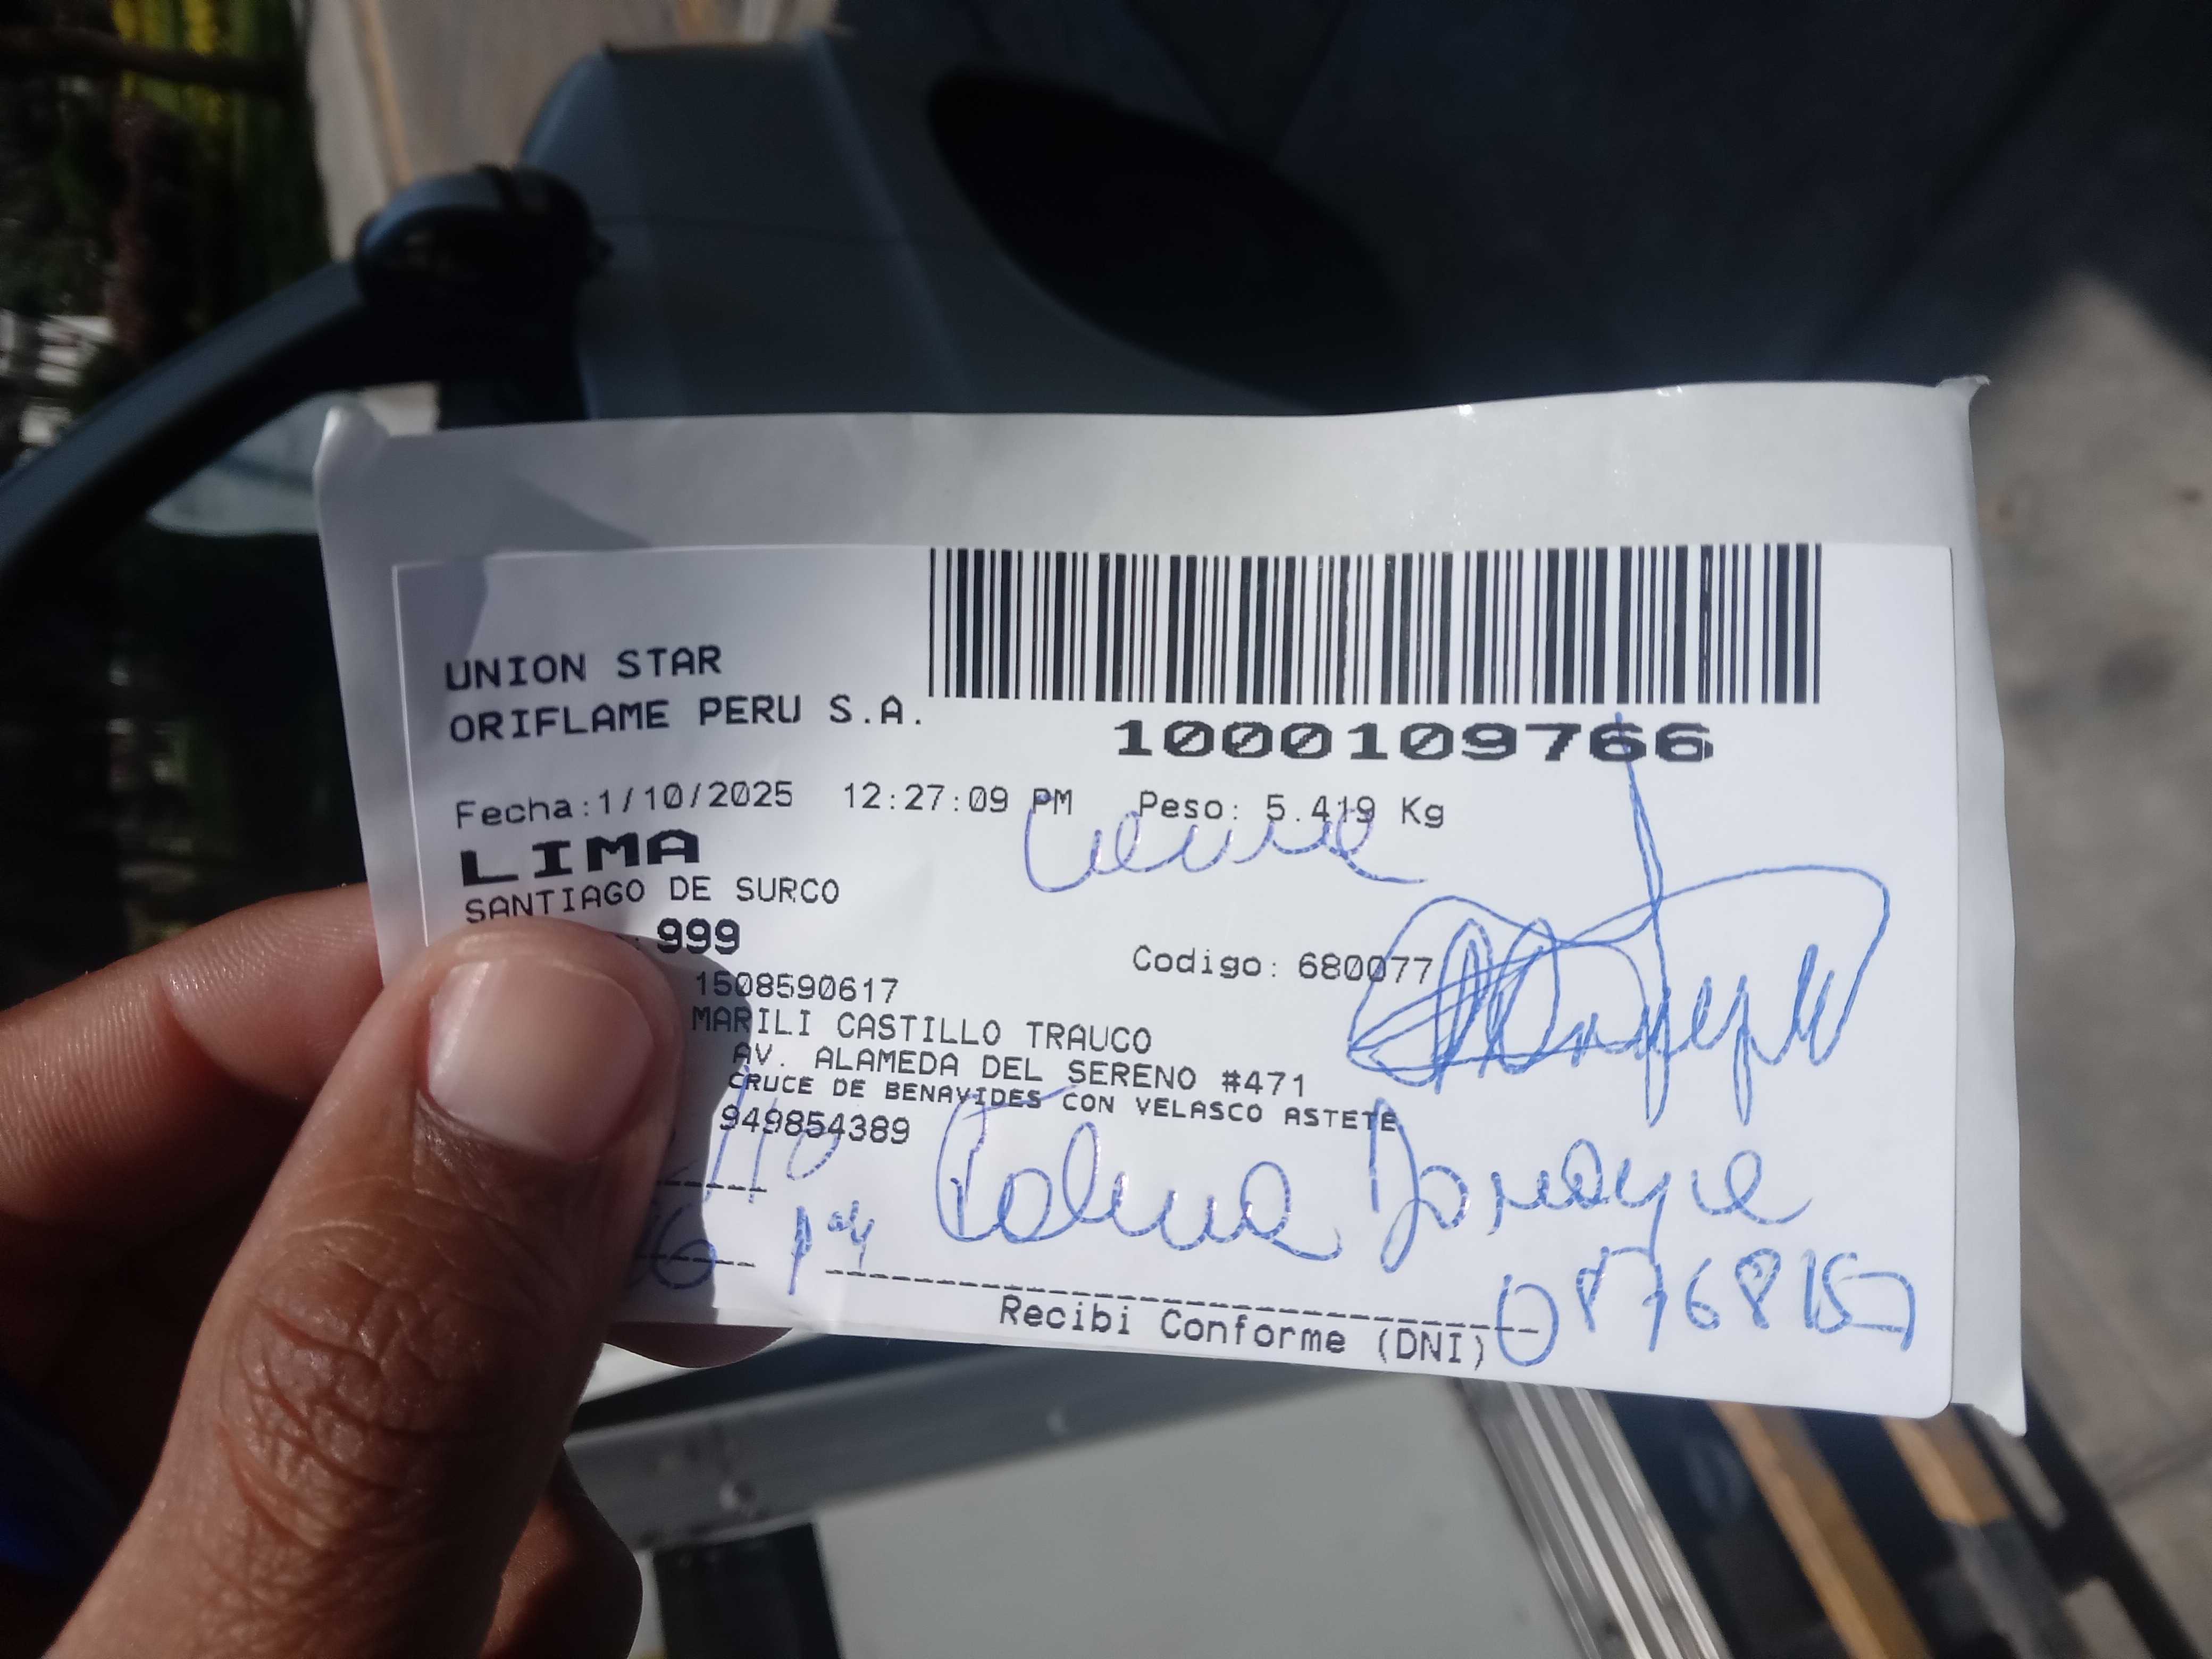 UNION STAR
ORIFLAME PERU S.A.
1000109766
Fecha:1/10/2025 12:27:09 PM Peso: 5.419 Kg
LIMA
SANTIAGO DE SURCO
: 999
Codigo: 680077
1508590617
MARILI CASTILLO TRAUCO
AV. ALAMEDA DEL SERENO #471
CRUCE DE BENAVIDES CON VELASCO ASTETE
949854389
/10
Recibi Conforme (DNI)